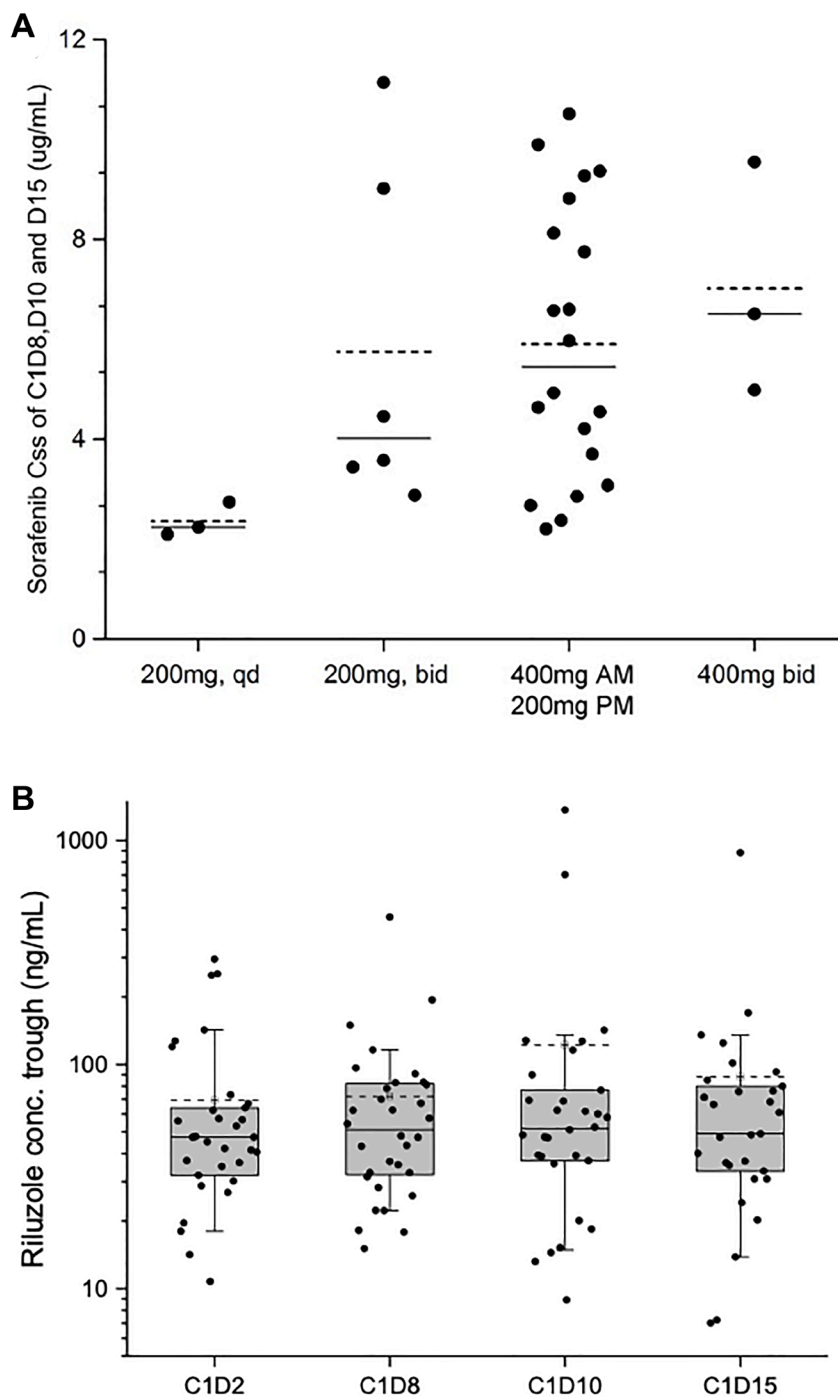 A
12
8
4
0
Sorafenib Css of C1D8,D10 and D15 (ug/mL)
200mg, qd
200mg, bid
400mg AM
200mg PM
400mg bid
B
1000
100
10
Riluzole conc. trough (ng/mL)
C1D2
C1D8
C1D10
C1D15